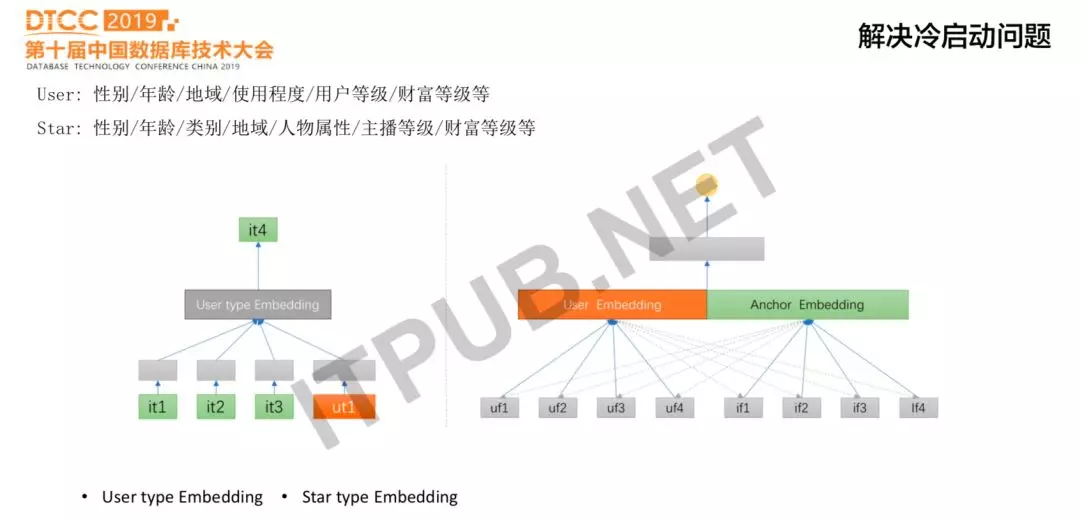 DTCC 2019
第十届中国数据库技术大会
DATABASE TECHNOLOGY CONFERENCE CHINA 2019
解决冷启动问题
User: 性别/年龄/地域/使用程度/用户等级/财富等级等
Star: 性别/年龄/类别/地域/人物属性/主播等级/财富等级等
it4
User type Embedding
it1 it2 it3 ut1
User Embedding Anchor Embedding
uf1 uf2 uf3 uf4 if1 if2 if3 If4
ITPUB.NET
• User type Embedding • Star type Embedding